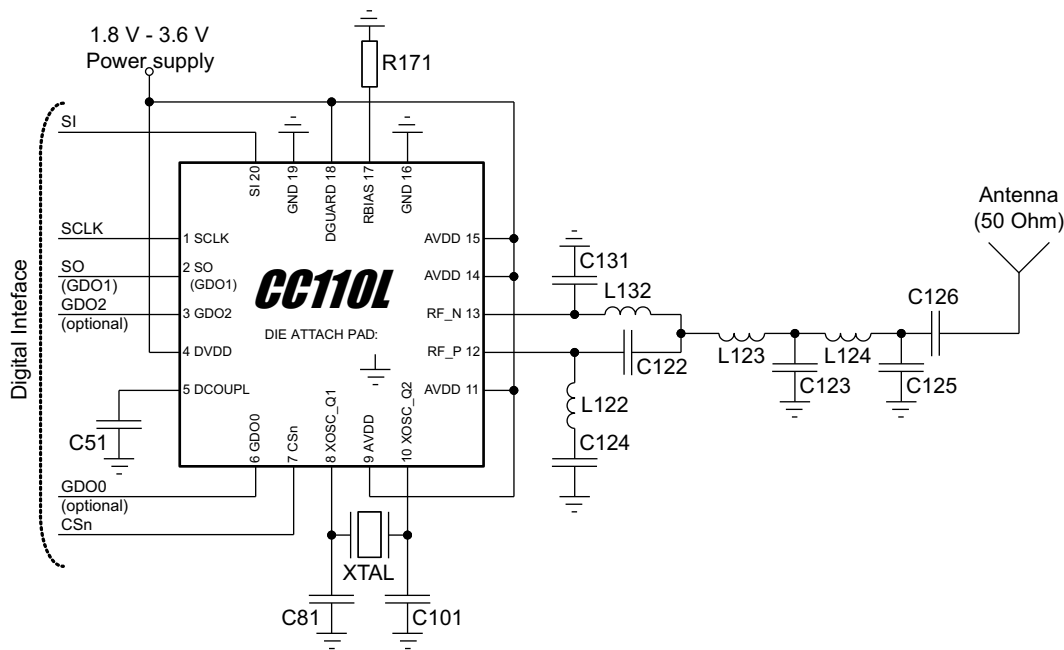 1.8 V - 3.6 V
Power supply
R171
SI
SI 20
GND 19
DGUARD 18
RBIAS 17
GND 16
Antenna
(50 Ohm)
SCLK
1 SCLK
AVDD 15
SO
(GDO1)
2 SO
(GDO1)
CC110L
AVDD 14
C131
L132
C126
GDO2
(optional)
3 GDO2
DIE ATTACH PAD:
RF_N 13
4 DVDD
RF_P 12
C122
L123
C123
L124
C125
5 DCOUPL
AVDD 11
L122
C124
C51
6 GDO0
7 CSn
8 XOSC_Q1
9 AVDD
10 XOSC_Q2
GDO0
(optional)
CSn
XTAL
C81
C101
Digital Inteface